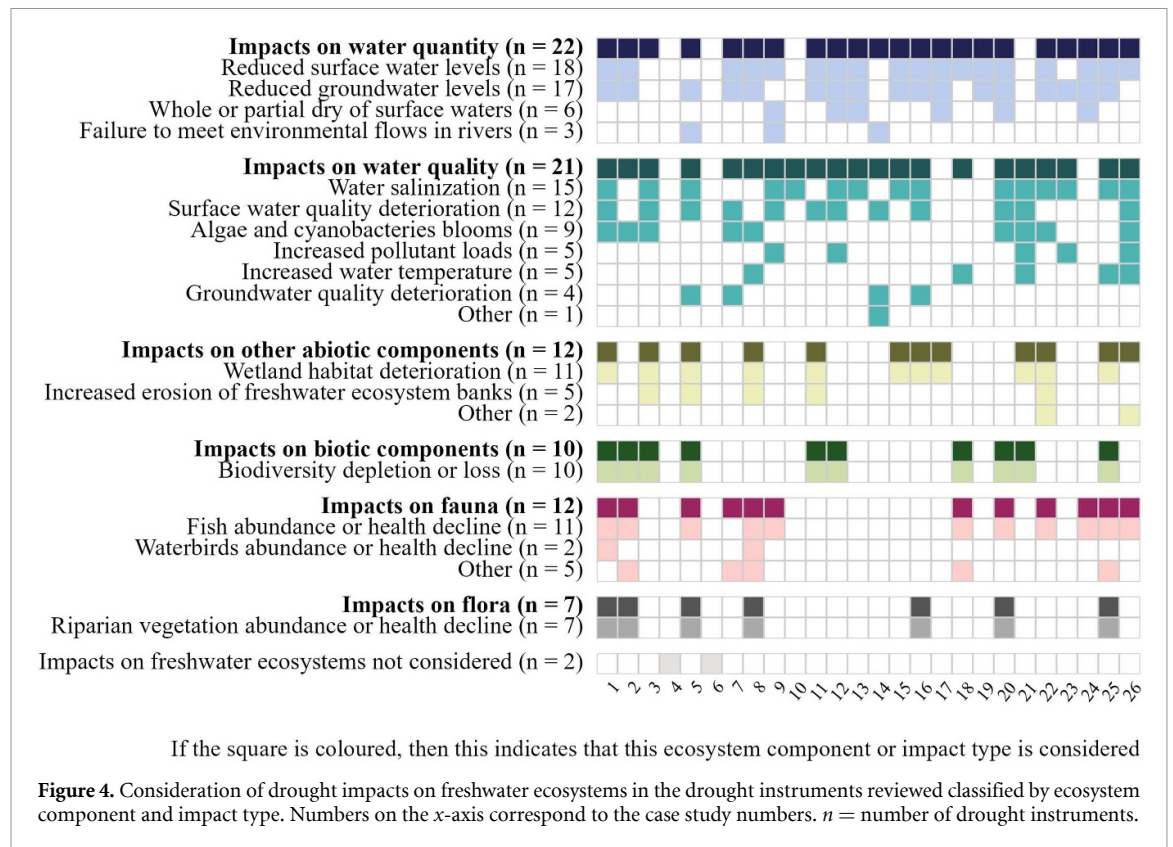 Impacts on water quantity (n = 22)
Reduced surface water levels (n = 18)
Reduced groundwater levels (n = 17)
Whole or partial dry of surface waters (n = 6)
Failure to meet environmental flows in rivers (n = 3)
Impacts on water quality (n = 21)
Water salinization (n = 15)
Surface water quality deterioration (n = 12)
Algae and cyanobacteries blooms (n = 9)
Increased pollutant loads (n = 5)
Increased water temperature (n = 5)
Groundwater quality deterioration (n = 4)
Other (n = 1)
Impacts on other abiotic components (n = 12)
Wetland habitat deterioration (n = 11)
Increased erosion of freshwater ecosystem banks (n = 5)
Other (n = 2)
Impacts on biotic components (n = 10)
Biodiversity depletion or loss (n = 10)
Impacts on fauna (n = 12)
Fish abundance or health decline (n = 11)
Waterbirds abundance or health decline (n = 2)
Other (n = 5)
Impacts on flora (n = 7)
Riparian vegetation abundance or health decline (n = 7)
Impacts on freshwater ecosystems not considered (n = 2)
1 2 3 4 5 6 7 8 9 10 11 12 13 14 15 16 17 18 19 20 21 22 23 24 25 26
If the square is coloured, then this indicates that this ecosystem component or impact type is considered
Figure 4. Consideration of drought impacts on freshwater ecosystems in the drought instruments reviewed classified by ecosystem
component and impact type. Numbers on the x-axis correspond to the case study numbers. n = number of drought instruments.